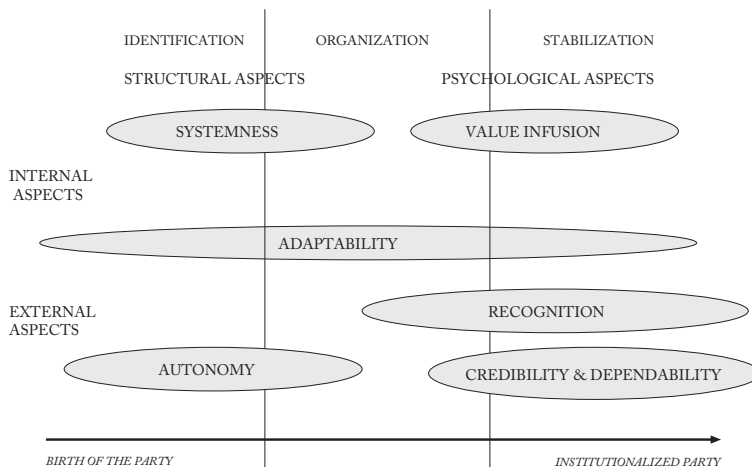 IDENTIFICATION ORGANIZATION STABILIZATION
STRUCTURAL ASPECTS PSYCHOLOGICAL ASPECTS
SYSTEMNESS VALUE INFUSION
INTERNAL
ASPECTS
ADAPTABILITY
EXTERNAL
ASPECTS
RECOGNITION
AUTONOMY CREDIBILITY & DEPENDABILITY
BIRTH OF THE PARTY INSTITUTIONALIZED PARTY